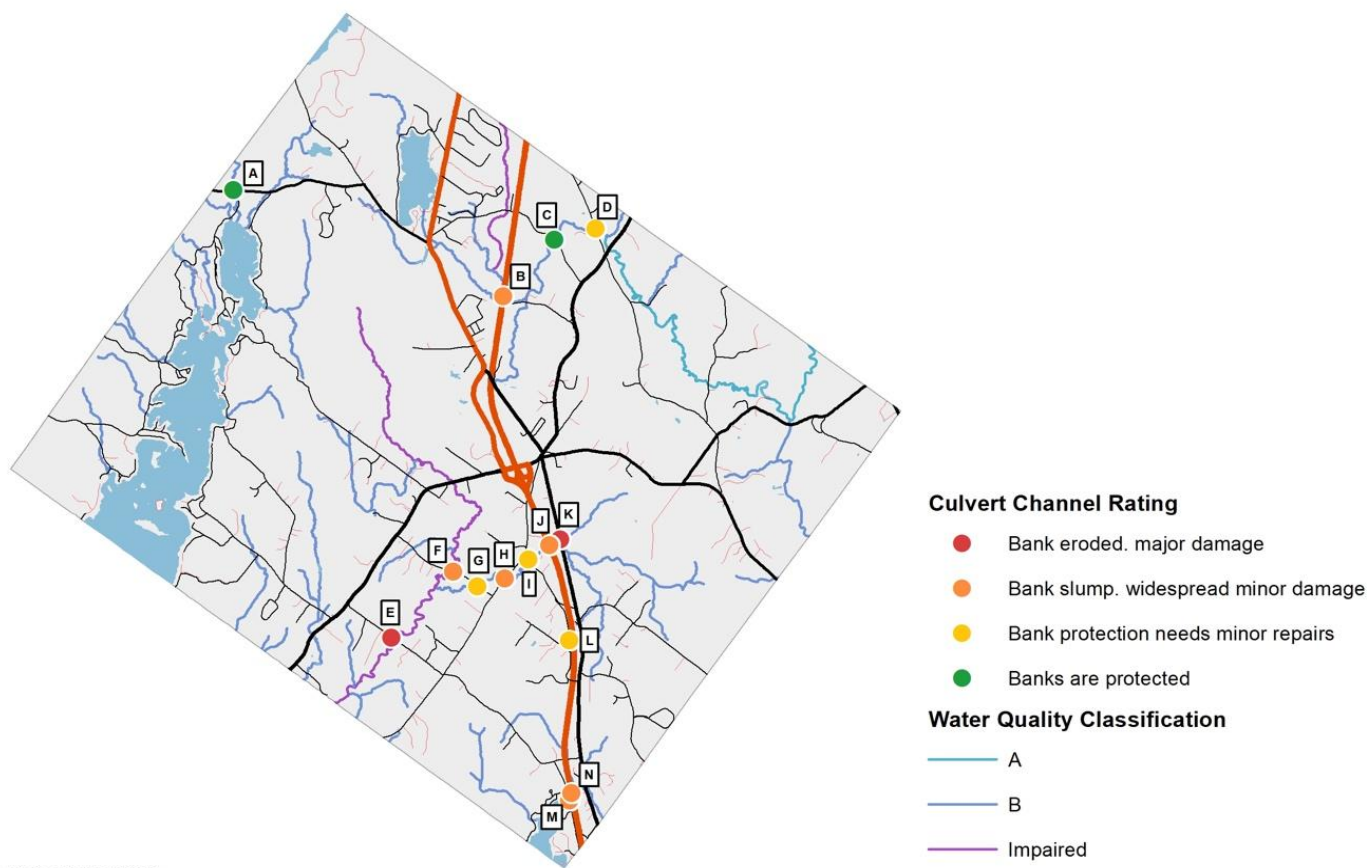 A
C
D
B
K
J
F
G
H
I
E
L
N
M
Culvert Channel Rating
Bank eroded. major damage
Bank slump. widespread minor damage
Bank protection needs minor repairs
Banks are protected
Water Quality Classification
A
B
Impaired